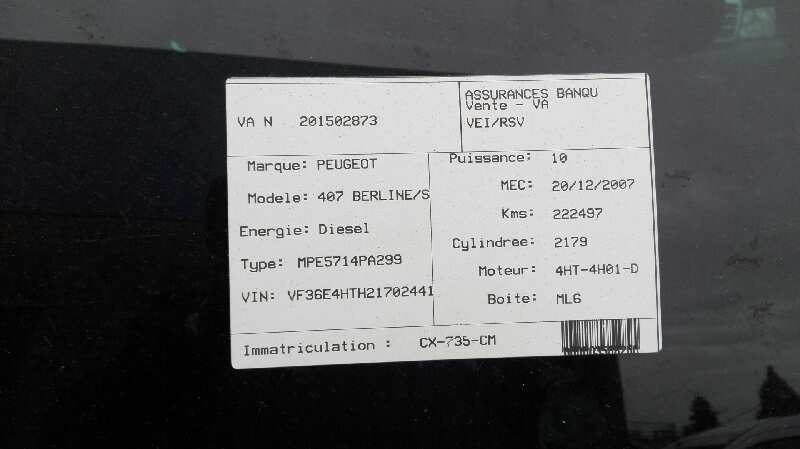 VA N 201502873
ASSURANCES BANQU
Vente - VA
VEI/RSV
Marque: PEUGEOT
Modele: 407 BERLINE/S
Energie: Diesel
Type: MPE5714PA299
VIN: VF36E4HTH21702441
Puissance: 10
MEC: 20/12/2007
Kms: 222497
Cylindree: 2179
Moteur: 4HT-4H01-D
Boite: ML6
Immatriculation : CX-735-CM